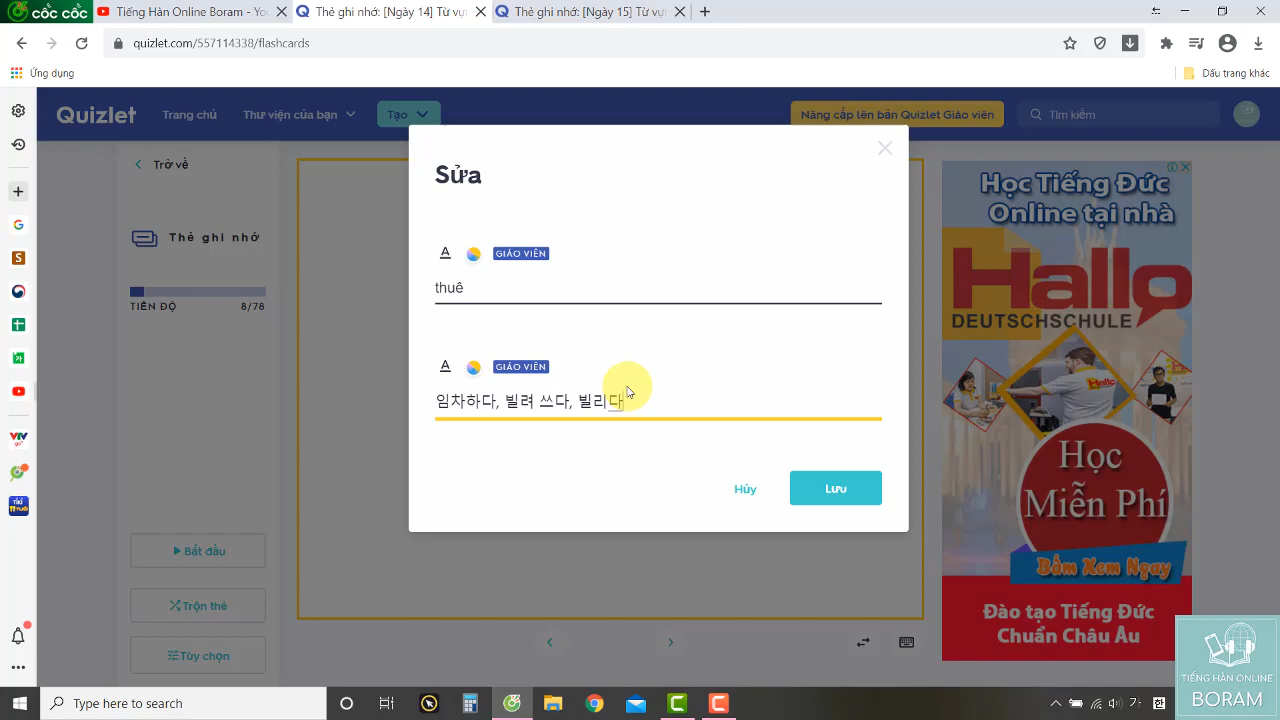 cốc cốc
Tiếng Hàn Online Boram - Yo
Thẻ ghi nhớ: [Ngày 14] Từ vự
Thẻ ghi nhớ: [Ngày 15] Từ vự
quizlet.com/557114338/flashcards
Ứng dụng
Dấu trang khác
Quizlet
Trang chủ
Thư viện của bạn
Tạo
Nâng cấp lên bản Quizlet Giáo viên
Tìm kiếm
Trở về
Thẻ ghi nhớ
TIẾN ĐỘ
8/78
Bắt đầu
Trộn thẻ
Tùy chọn
Sửa
A
GIÁO VIÊN
thuê
A
GIÁO VIÊN
임차하다, 빌려 쓰다, 빌리다
Hủy
Lưu
Học Tiếng Đức
Online tại nhà
Hallo
DEUTSCHSCHULE
Hallo
Học
Miễn Phí
Bấm Xem Ngay
Đào tạo Tiếng Đức
Chuẩn Châu Âu
TIẾNG HÀN ONLINE
BORAM
Type here to search